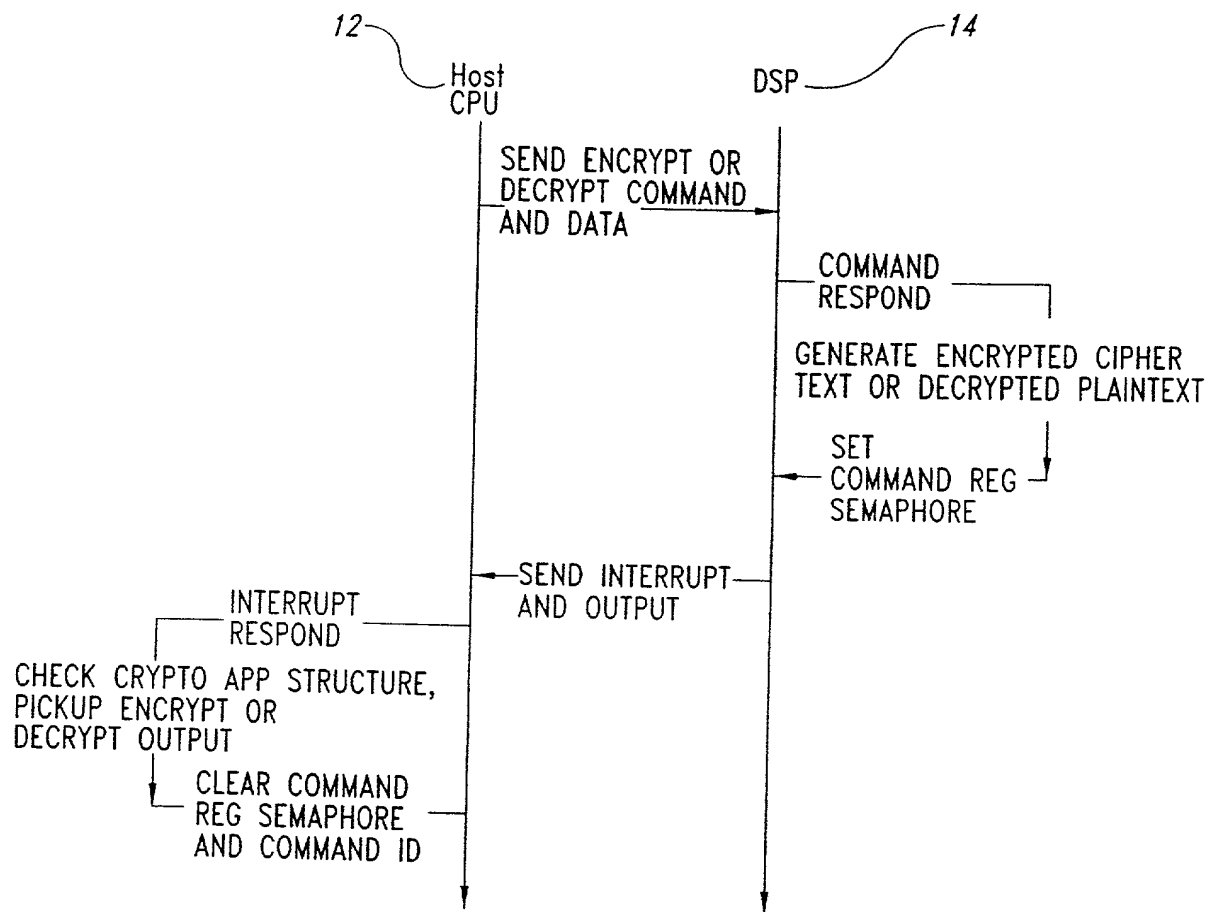 12
14
Host
CPU
DSP
SEND ENCRYPT OR
DECRYPT COMMAND
AND DATA
COMMAND
RESPOND
GENERATE ENCRYPTED CIPHER
TEXT OR DECRYPTED PLAINTEXT
SET
COMMAND REG
SEMAPHORE
SEND INTERRUPT
AND OUTPUT
INTERRUPT
RESPOND
CHECK CRYPTO APP STRUCTURE,
PICKUP ENCRYPT OR
DECRYPT OUTPUT
CLEAR COMMAND
REG SEMAPHORE
AND COMMAND ID